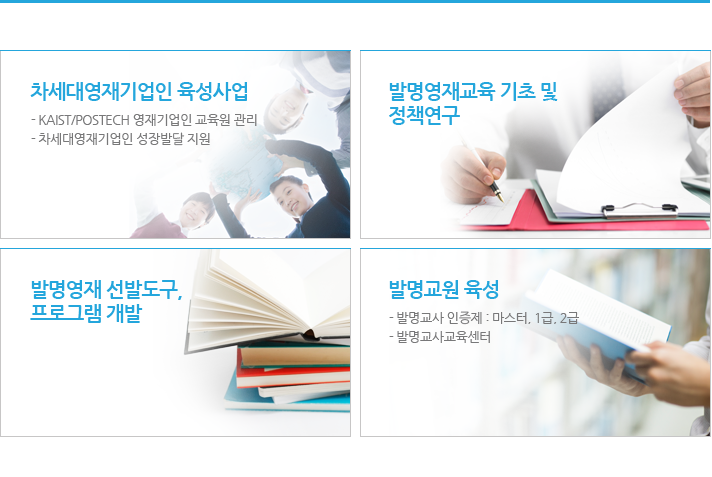 차세대영재기업인 육성사업
- KAIST/POSTECH 영재기업인 교육원 관리
- 차세대영재기업인 성장발달 지원
발명영재교육 기초 및
정책연구
발명영재 선발도구,
프로그램 개발
발명교원 육성
- 발명교사 인증제 : 마스터, 1급, 2급
- 발명교사교육센터